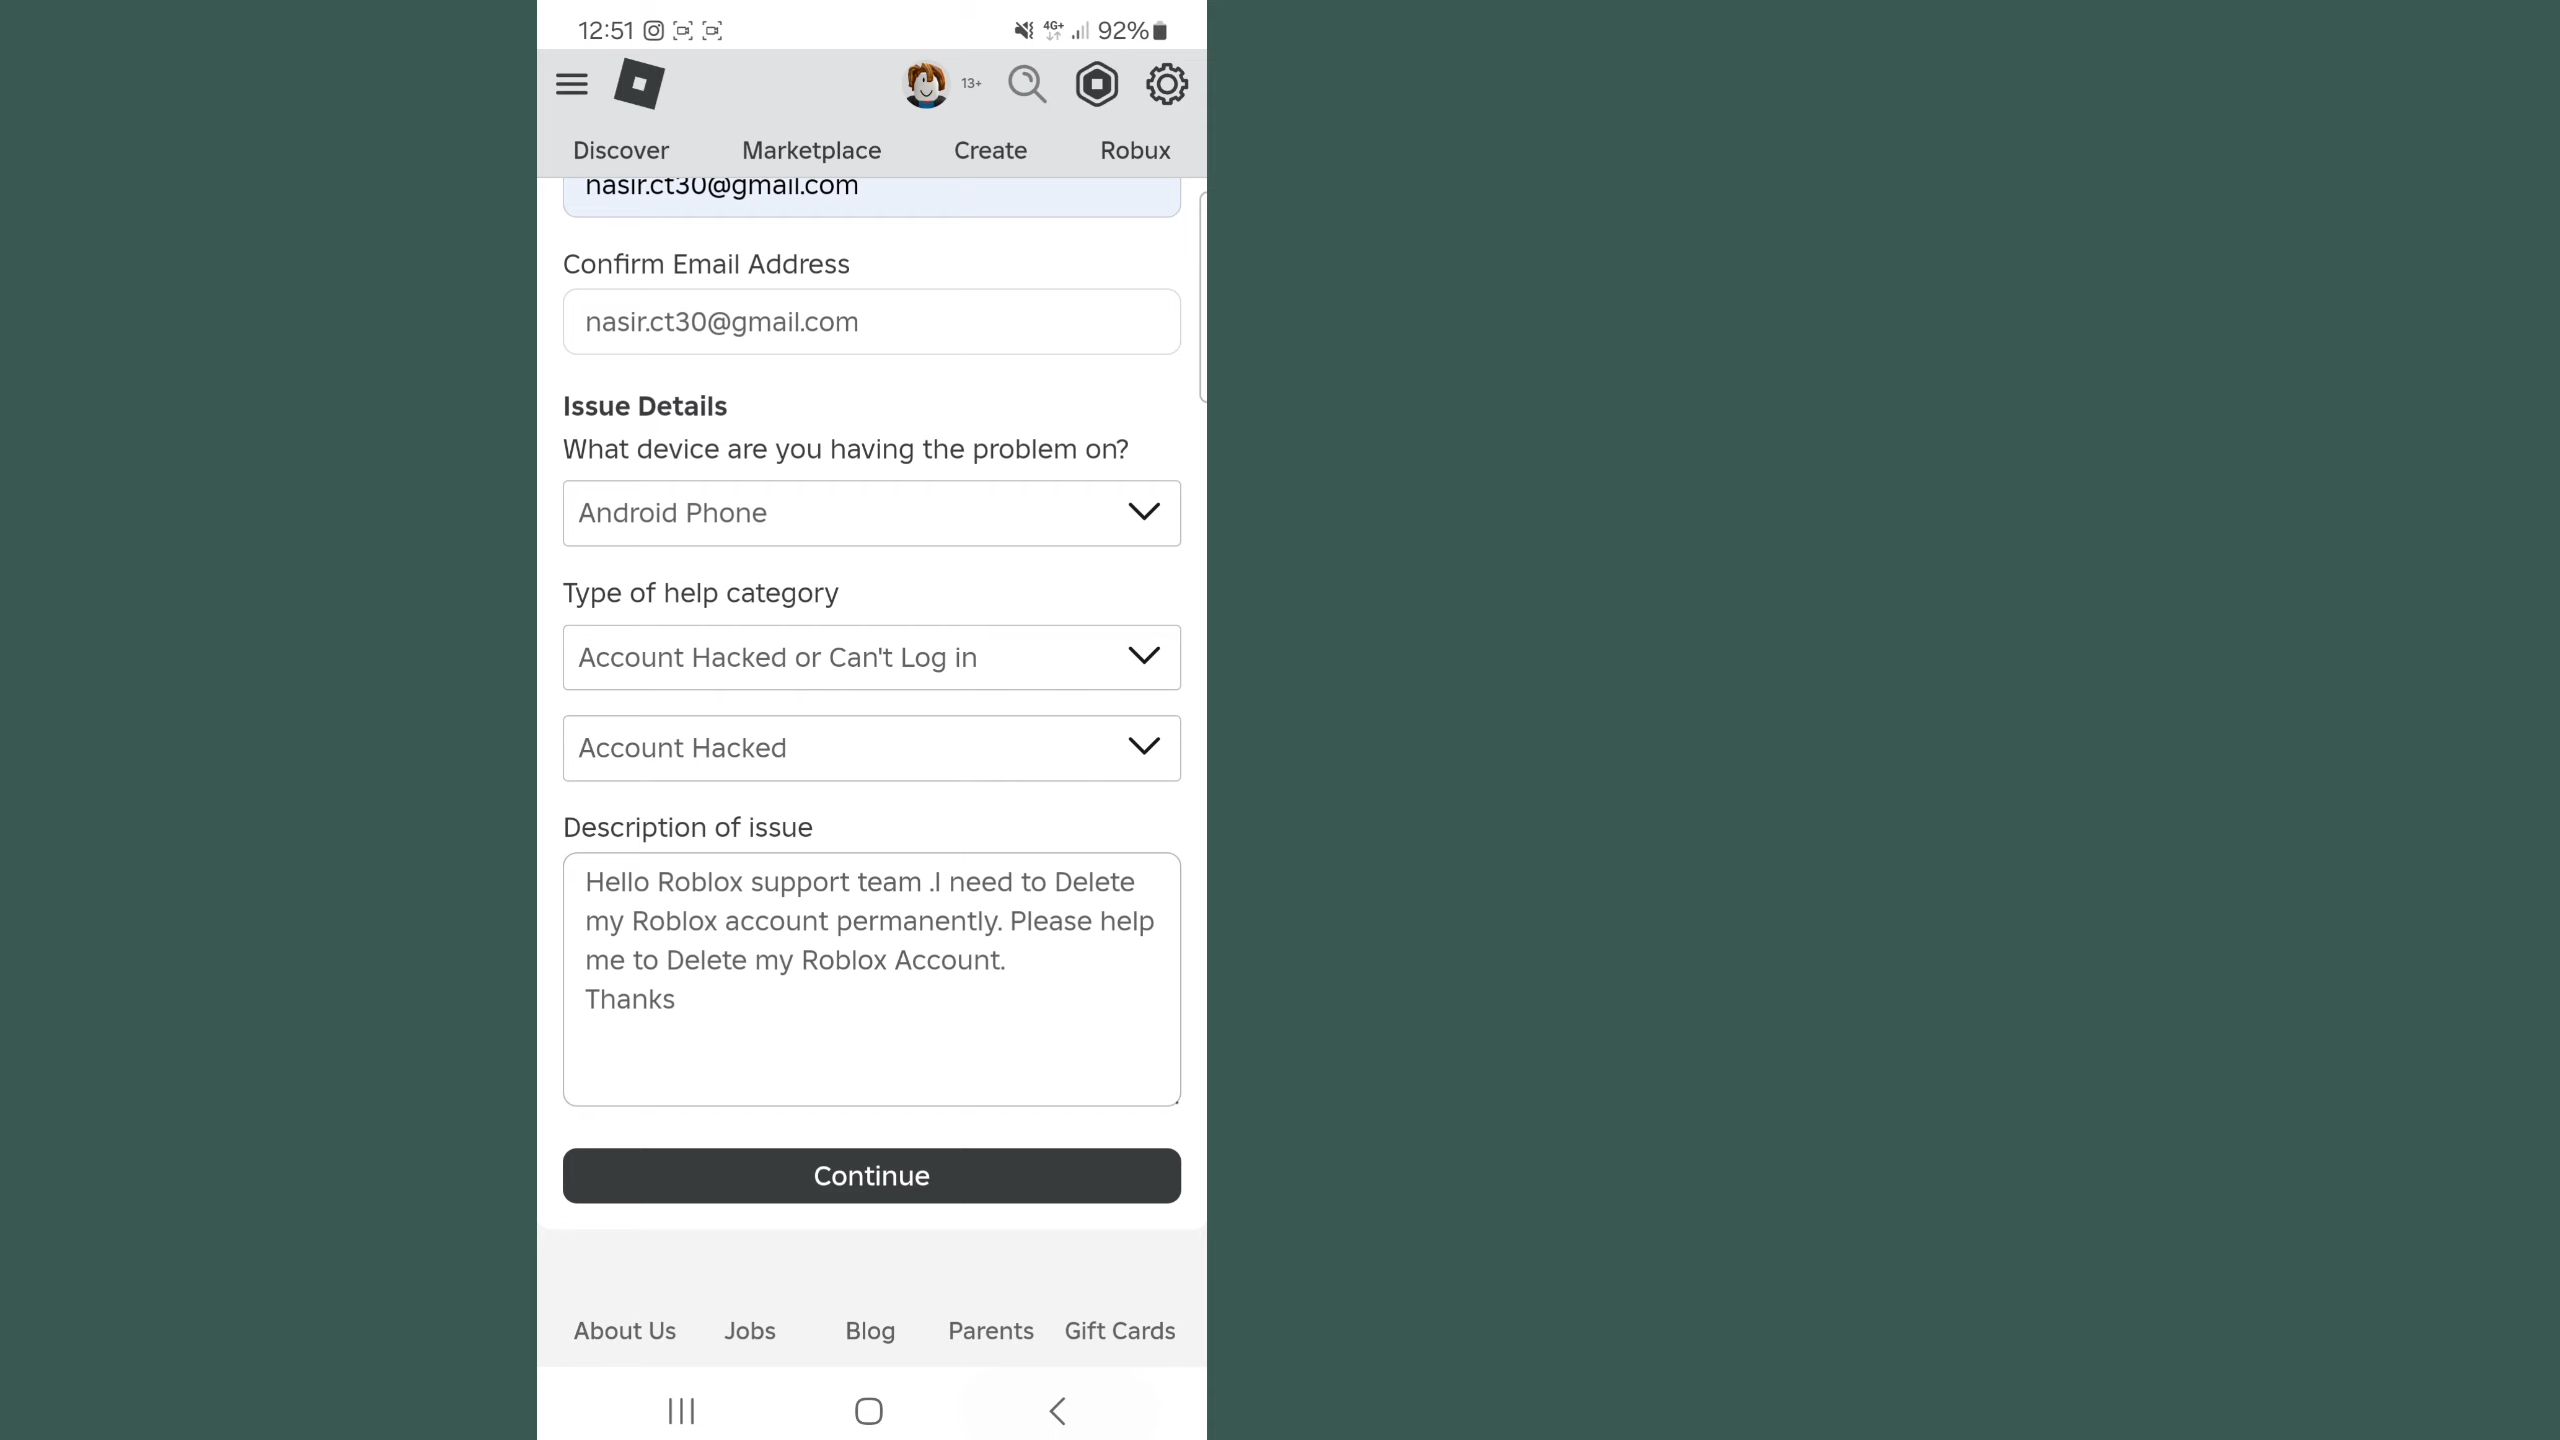 12:51
4G+
92%
13+
Discover
Marketplace
Create
Robux
nasir.ct30@gmail.com
Confirm Email Address
nasir.ct30@gmail.com
Issue Details
What device are you having the problem on?
Android Phone
Type of help category
Account Hacked or Can't Log in
Account Hacked
Description of issue
Hello Roblox support team .I need to Delete
my Roblox account permanently. Please help
me to Delete my Roblox Account.
Thanks
Continue
About Us
Jobs
Blog
Parents
Gift Cards